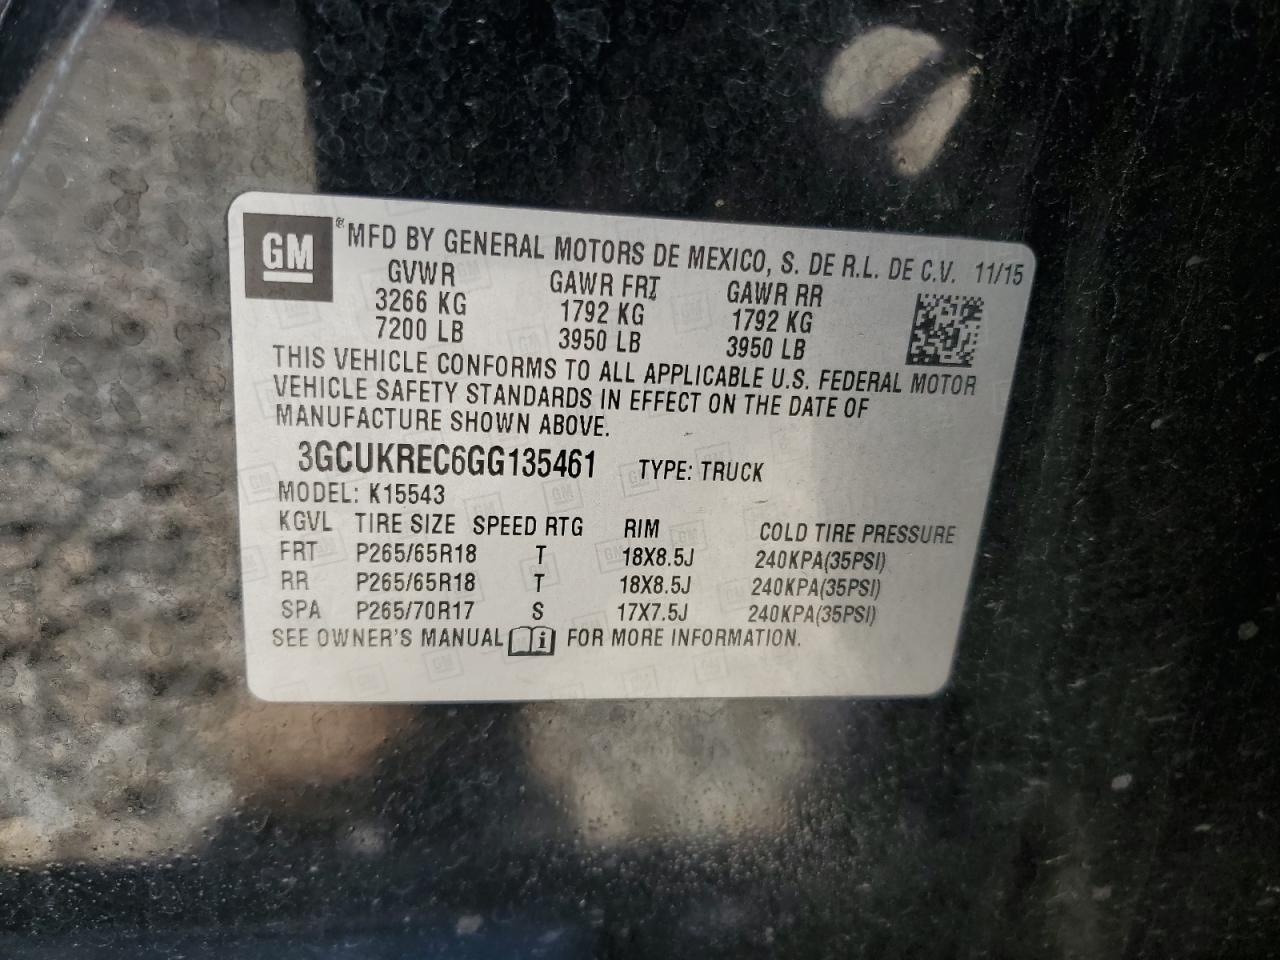 GM ® MFD BY GENERAL MOTORS DE MEXICO, S. DE R.L. DE C.V. 11/15
GVWR GAWR FRT GAWR RR
3266 KG 1792 KG 1792 KG
7200 LB 3950 LB 3950 LB
THIS VEHICLE CONFORMS TO ALL APPLICABLE U.S. FEDERAL MOTOR
VEHICLE SAFETY STANDARDS IN EFFECT ON THE DATE OF
MANUFACTURE SHOWN ABOVE.
3GCUKREC6GG135461 TYPE: TRUCK
MODEL: K15543
KGVL TIRE SIZE SPEED RTG RIM COLD TIRE PRESSURE
FRT P265/65R18 T 18X8.5J 240KPA(35PSI)
RR P265/65R18 T 18X8.5J 240KPA(35PSI)
SPA P265/70R17 S 17X7.5J 240KPA(35PSI)
SEE OWNER'S MANUAL i FOR MORE INFORMATION.